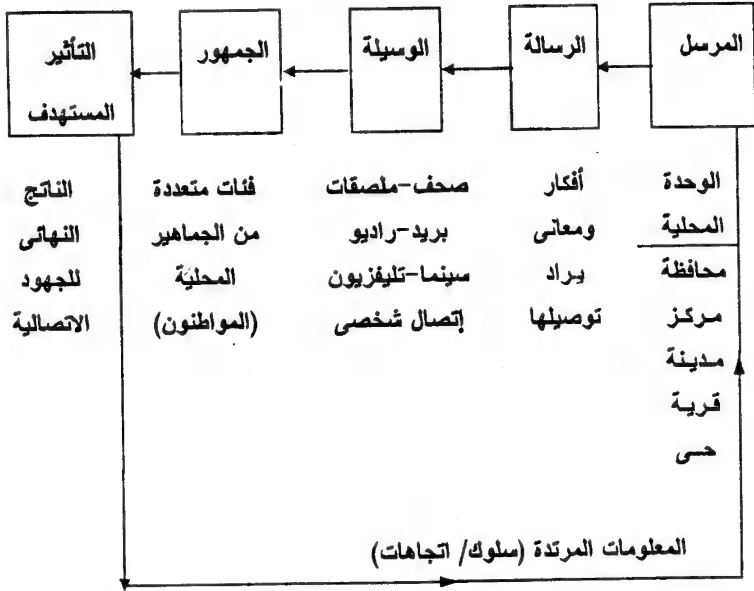 المرسل
الرسالة
الوسيلة
الجمهور
التأثير
المستهدف
الوحدة
المحلية
محافظة
مركز
مدينة
قرية
حى
أفكار
ومعانى
يراد
توصيلها
صحف-ملصقات
بريد-راديو
سينما-تليفزيون
إتصال شخصى
فئات متعددة
من الجماهير
المحلية
(المواطنون)
الناتج
النهائى
للجهود
الاتصالية
المعلومات المرتدة (سلوك/ اتجاهات)